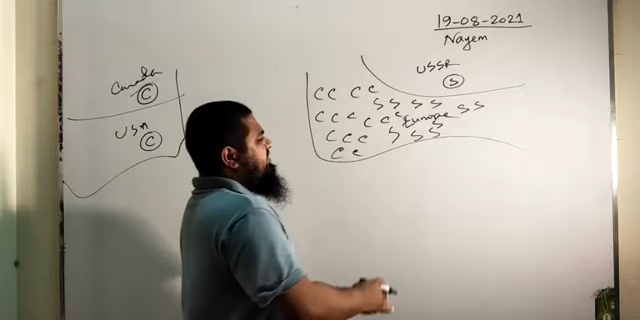 19-08-2021
Nayem
Canada
C
USA
C
USSR
S
C C C C S S S S S S
C C C C C C Europe
C C C S S S S
C C